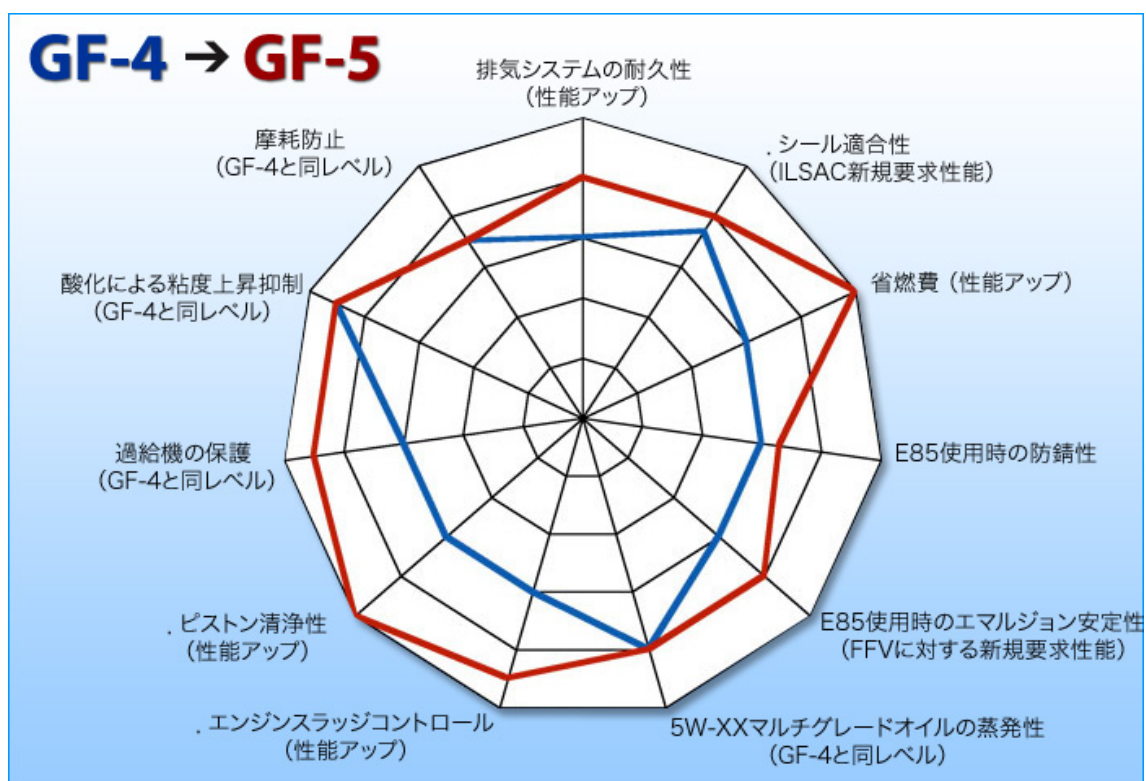 GF-4 → GF-5
排気システムの耐久性
(性能アップ)
. シール適合性
(ILSAC新規要求性能)
省燃費 (性能アップ)
E85使用時の防錆性
E85使用時のエマルジョン安定性
(FFVに対する新規要求性能)
5W-XXマルチグレードオイルの蒸発性
(GF-4と同レベル)
. エンジンスラッジコントロール
(性能アップ)
. ピストン清浄性
(性能アップ)
過給機の保護
(GF-4と同レベル)
酸化による粘度上昇抑制
(GF-4と同レベル)
摩耗防止
(GF-4と同レベル)